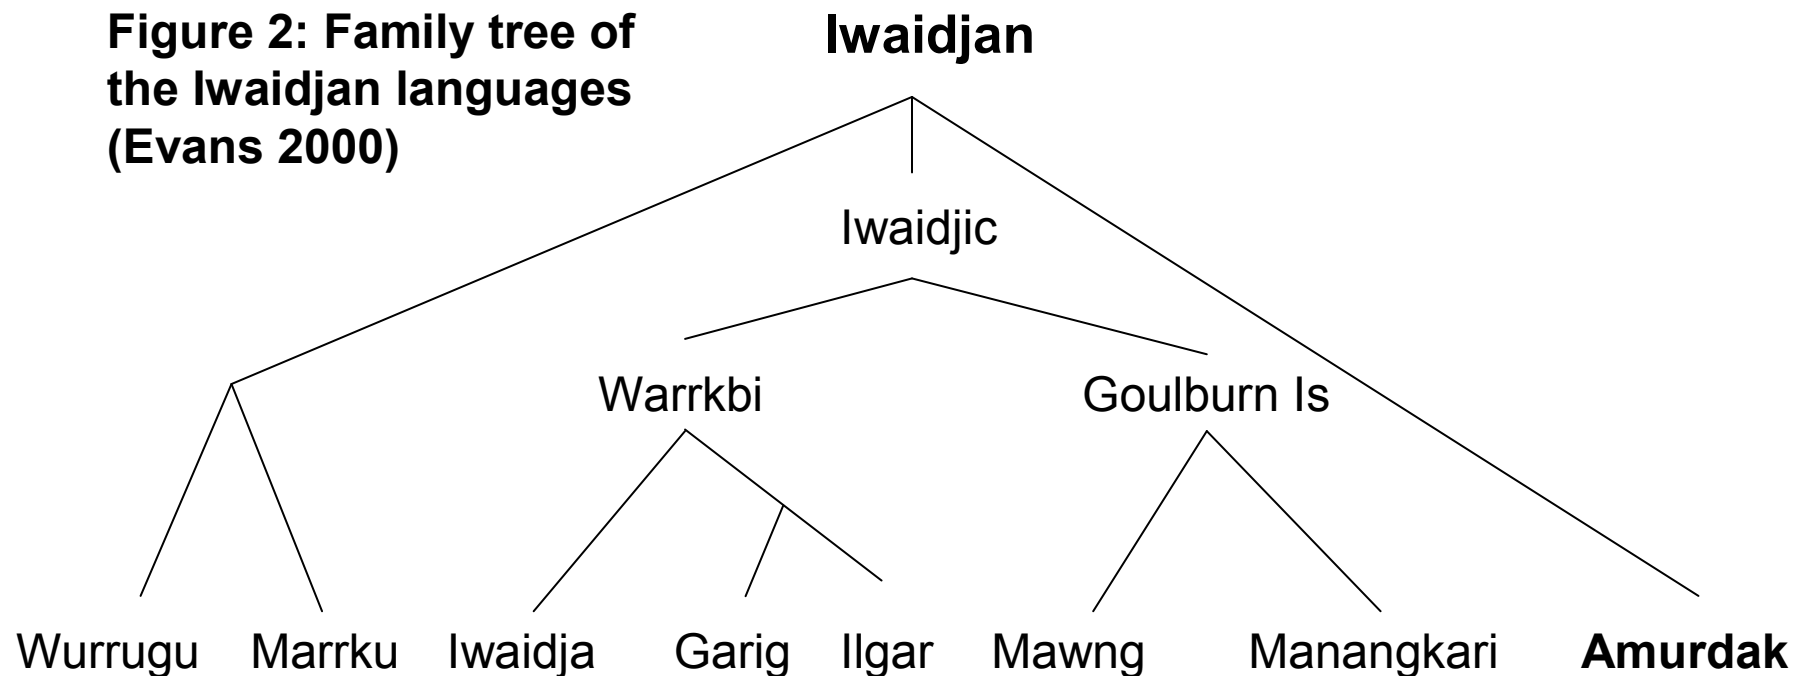 Figure 2: Family tree of
the Iwaidjan languages
(Evans 2000)
Iwaidjan
Iwaidjic
Warrkbi
Goulburn Is
Wurrugu
Marrku
Iwaidja
Garig
Ilgar
Mawng
Manangkari
Amurdak